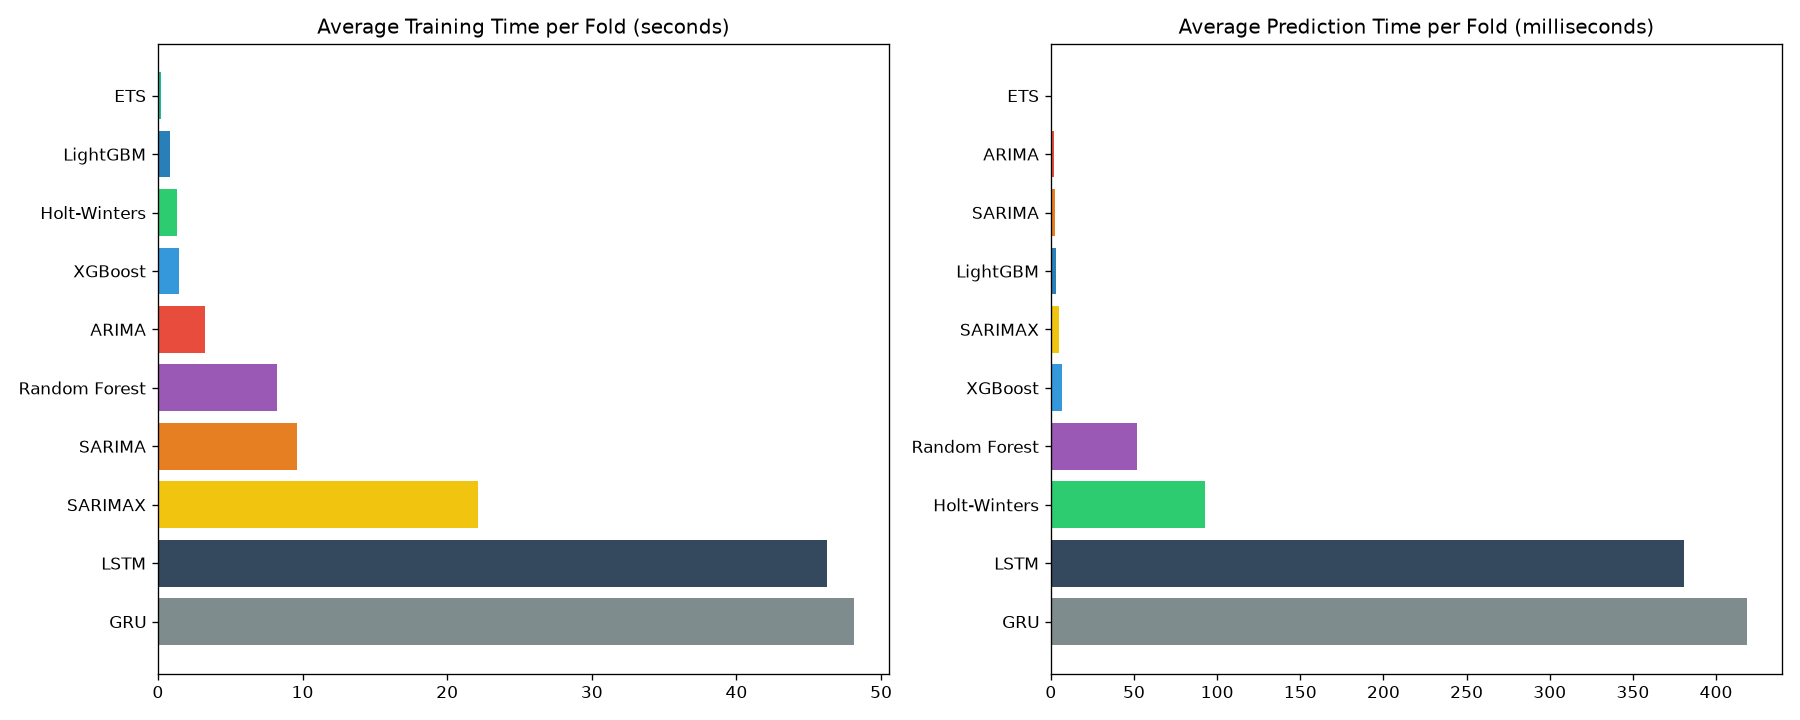 Average Training Time per Fold (seconds)
ETS
LightGBM
Holt-Winters
XGBoost
ARIMA
Random Forest
SARIMA
SARIMAX
LSTM
GRU
0 10 20 30 40 50
Average Prediction Time per Fold (milliseconds)
ETS
ARIMA
SARIMA
LightGBM
SARIMAX
XGBoost
Random Forest
Holt-Winters
LSTM
GRU
0 50 100 150 200 250 300 350 400